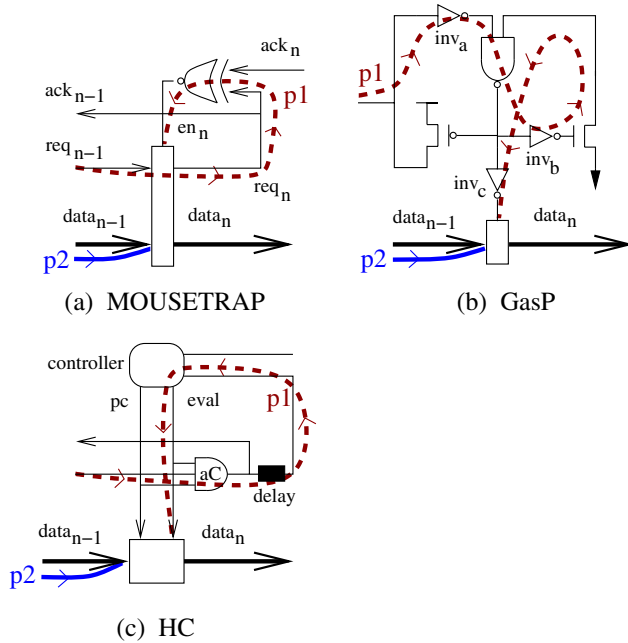 ack_n
ack_{n-1}
p1
en_n
req_{n-1}
req_n
data_{n-1}
data_n
p2
(a) MOUSETRAP
inv_a
p1
inv_b
inv_c
data_{n-1}
data_n
p2
(b) GasP
controller
pc
eval
p1
aC
delay
data_{n-1}
data_n
p2
(c) HC